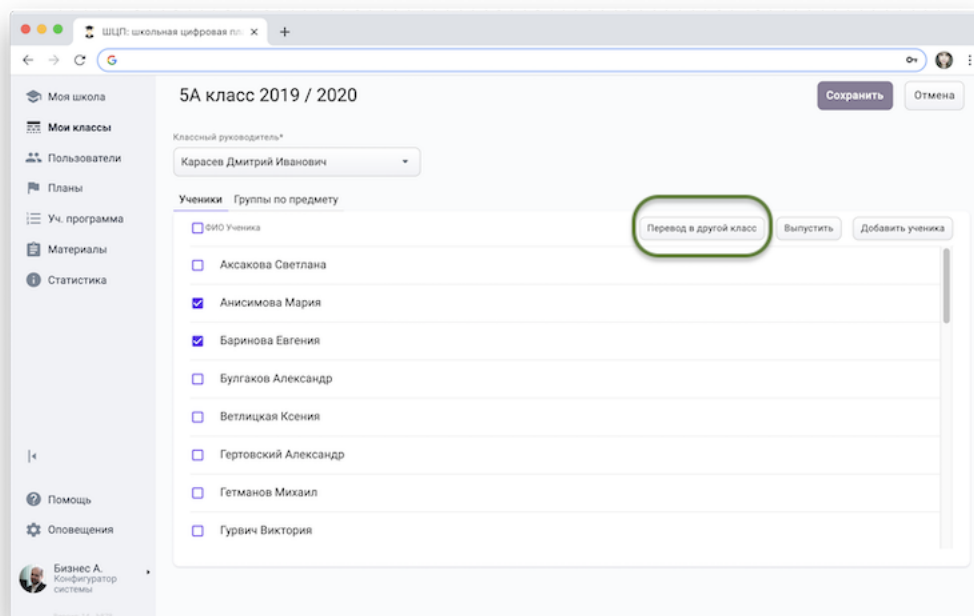 ШЦП: школьная цифровая пл
5А класс 2019 / 2020
Сохранить
Отмена
Моя школа
Мои классы
Пользователи
Планы
Уч. программа
Материалы
Статистика
Классный руководитель*
Карасев Дмитрий Иванович
Ученики Группы по предмету
ФИО Ученика
Перевод в другой класс
Выпустить
Добавить ученика
Аксакова Светлана
Анисимова Мария
Баринова Евгения
Булгаков Александр
Ветлицкая Ксения
Гертовский Александр
Гетманов Михаил
Гурвич Виктория
Помощь
Оповещения
Бизнес А.
Конфигуратор
системы